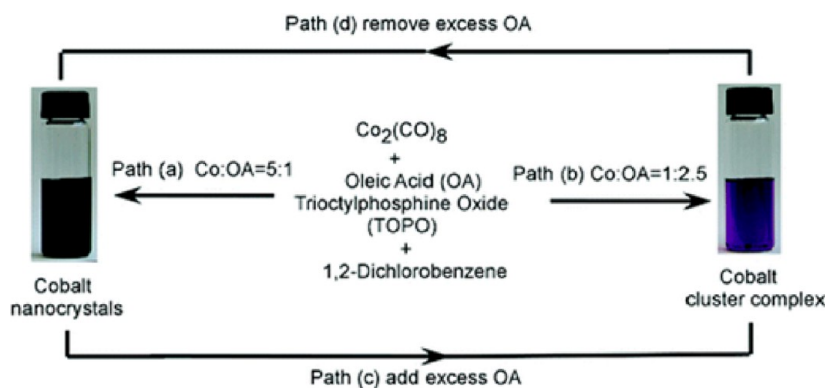 Path (d) remove excess OA
Co₂(CO)₈
+
Path (a) Co:OA=5:1
Oleic Acid (OA)
Path (b) Co:OA=1:2.5
Trioctylphosphine Oxide
(TOPO)
+
1,2-Dichlorobenzene
Cobalt
nanocrystals
Cobalt
cluster complex
Path (c) add excess OA